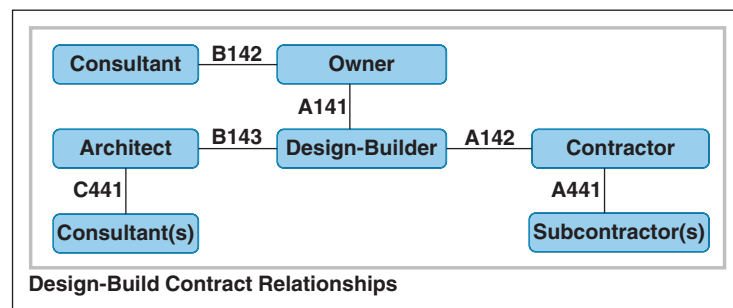 Consultant B142 Owner
A141
Architect B143 Design-Builder A142 Contractor
C441 A441
Consultant(s) Subcontractor(s)
Design-Build Contract Relationships